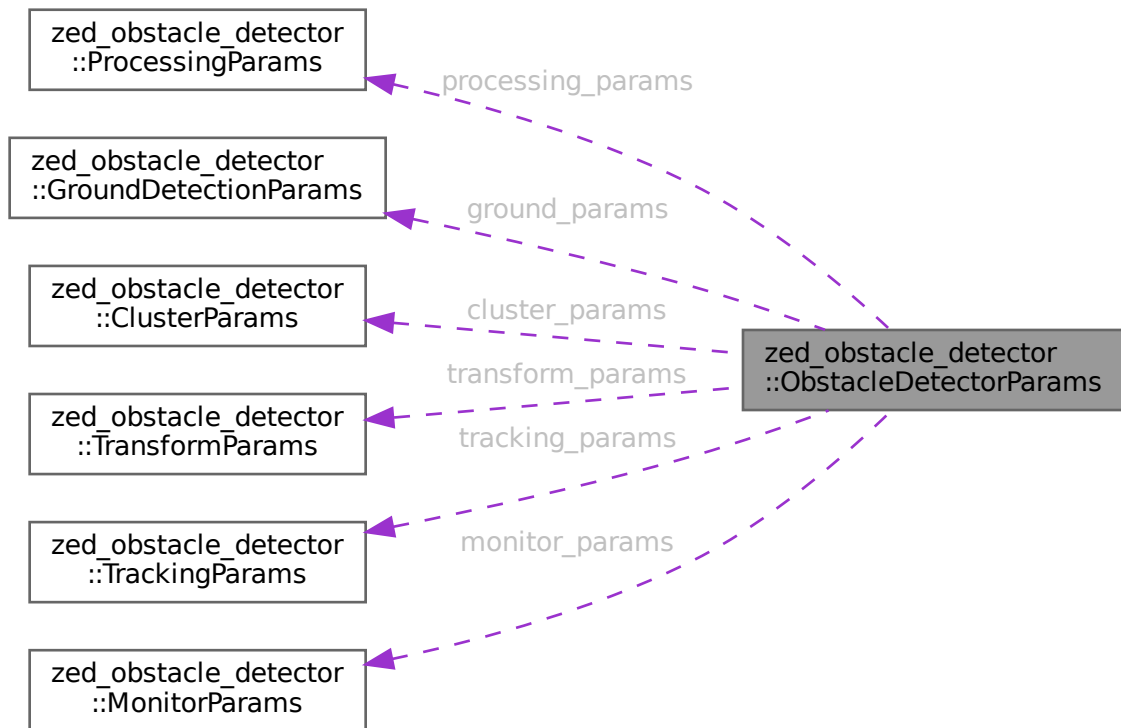 zed_obstacle_detector
::ProcessingParams
processing_params
zed_obstacle_detector
::GroundDetectionParams
ground_params
zed_obstacle_detector
::ClusterParams
cluster_params
zed_obstacle_detector
::ObstacleDetectorParams
transform_params
zed_obstacle_detector
::TransformParams
tracking_params
zed_obstacle_detector
::TrackingParams
monitor_params
zed_obstacle_detector
::MonitorParams